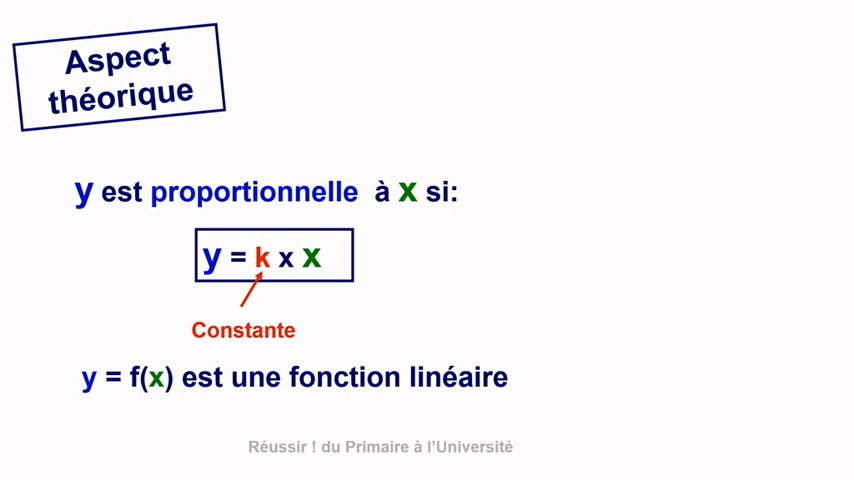 Aspect
théorique
y est proportionnelle à x si:
y = k x x
Constante
y = f(x) est une fonction linéaire
Réussir ! du Primaire à l’Université